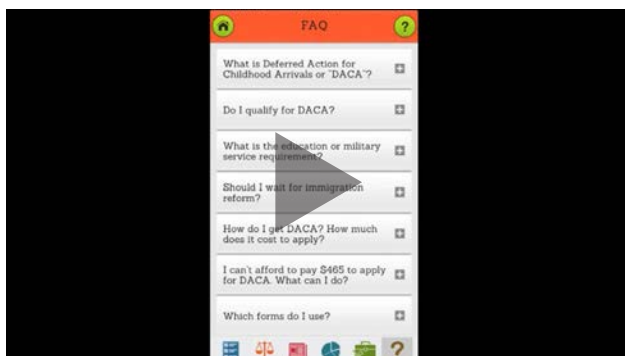 FAQ
?
What is Deferred Action for
Childhood Arrivals or "DACA"?
Do I qualify for DACA?
What is the education or military
service requirement?
Should I wait for immigration
reform?
How do I get DACA? How much
does it cost to apply?
I can't afford to pay $465 to apply
for DACA. What can I do?
Which forms do I use?
?